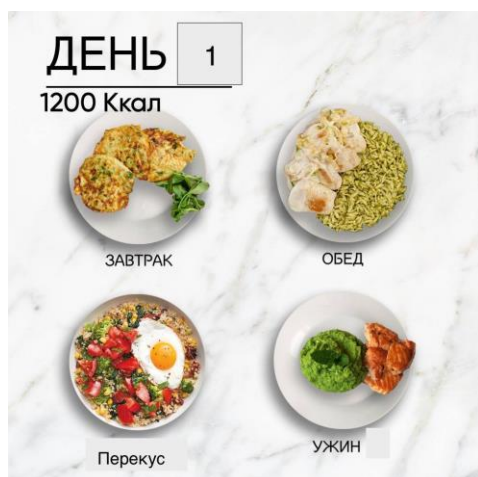 ДЕНЬ 1
1200 Ккал
ЗАВТРАК
ОБЕД
Перекус
УЖИН